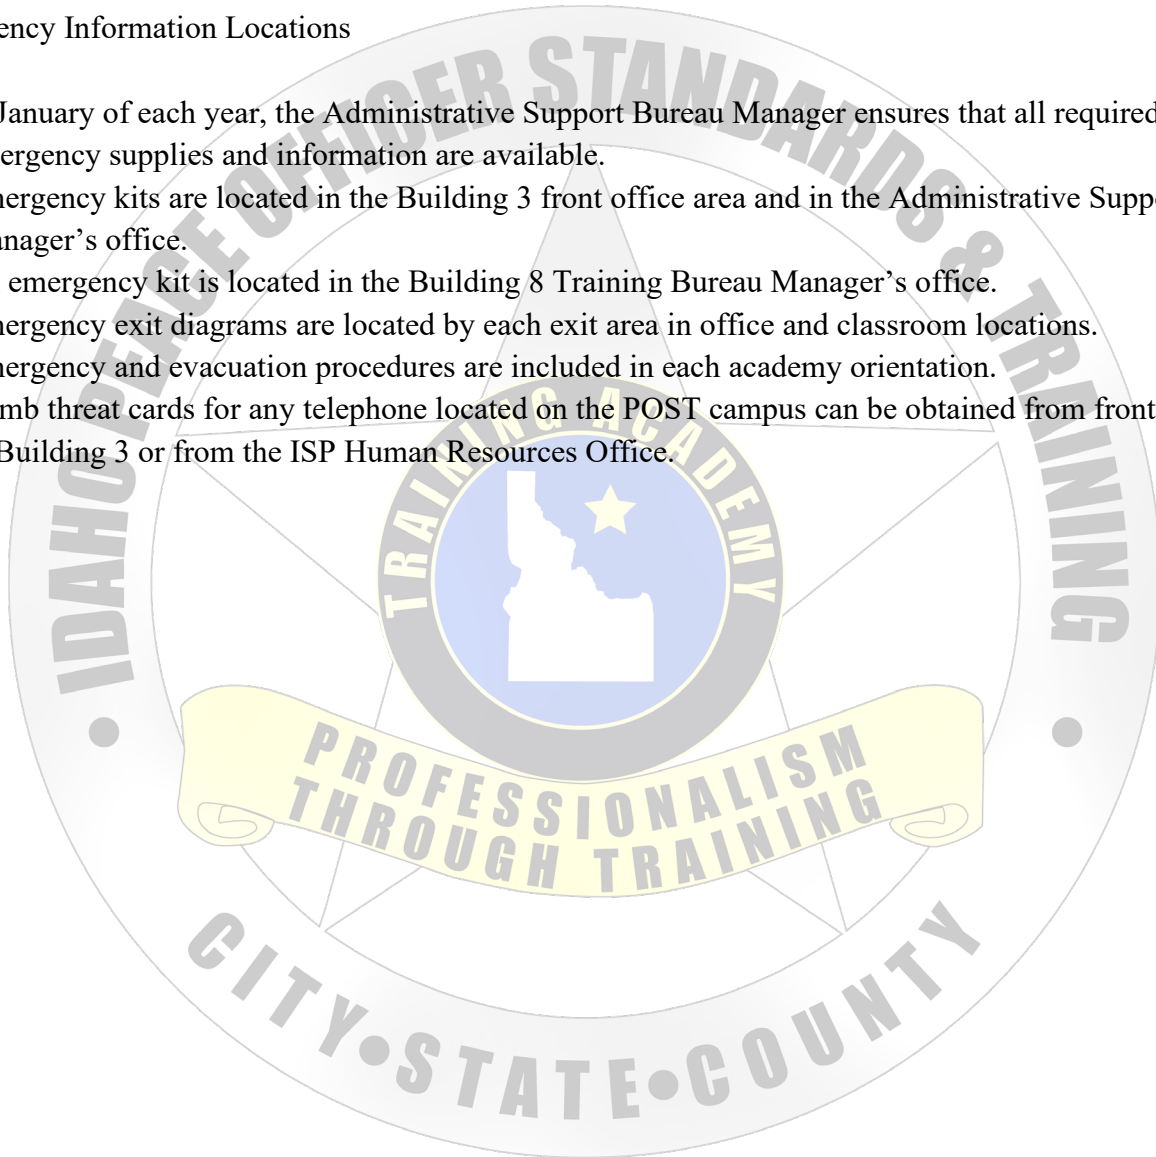 ency Information Locations
January of each year, the Administrative Support Bureau Manager ensures that all required
ergency supplies and information are available.
nergency kits are located in the Building 3 front office area and in the Administrative Supp
anager’s office.
emergency kit is located in the Building 8 Training Bureau Manager’s office.
nergency exit diagrams are located by each exit area in office and classroom locations.
nergency and evacuation procedures are included in each academy orientation.
mb threat cards for any telephone located on the POST campus can be obtained from front
Building 3 or from the ISP Human Resources Office.
• IDAHO PEACE OFFICER STANDARDS & TRAINING •
TRAINING ACADEMY
PROFESSIONALISM
THROUGH TRAINING
CITY•STATE•COUNTY